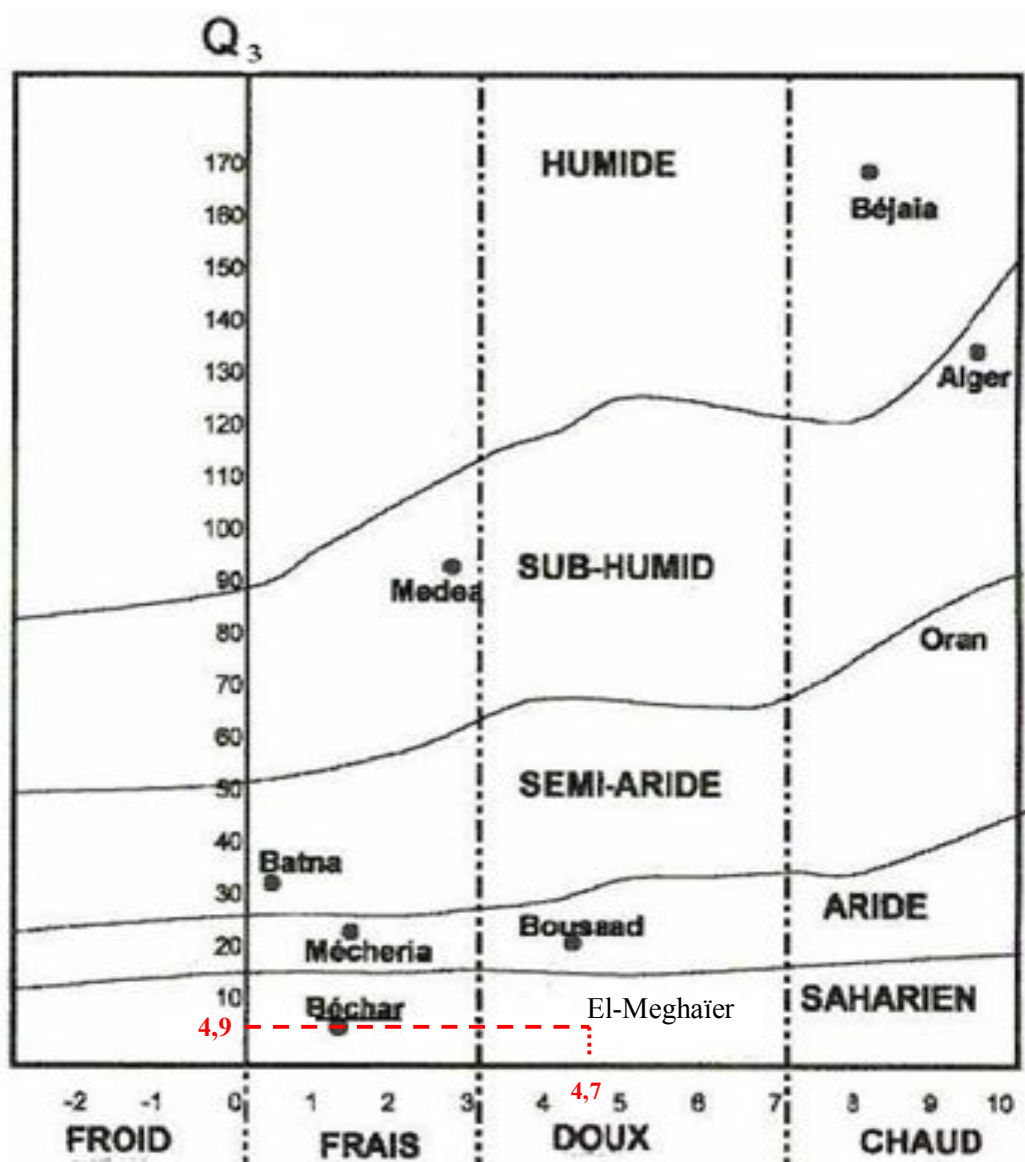 Q3
170
HUMIDE
160
Béjaia
150
140
130
Alger
120
110
100
90
SUB-HUMID
Medea
80
Oran
70
60
50
SEMI-ARIDE
40
Batna
30
ARIDE
Boussad
20
Mécheria
10
Béchar
El-Meghaïer
SAHARIEN
4,9
4,7
-2 -1 0 1 2 3 4 5 6 7 8 9 10
FROID FRAIS DOUX CHAUD